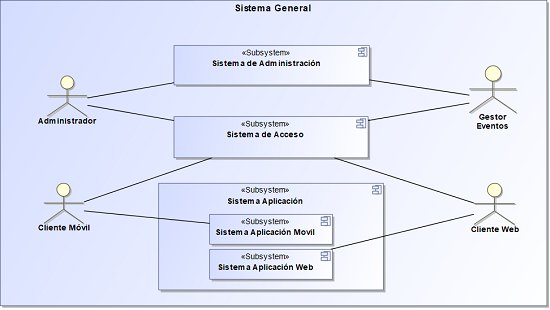 Sistema General
«Subsystem»
Sistema de Administración
Administrador
Gestor
Eventos
«Subsystem»
Sistema de Acceso
«Subsystem»
Sistema Aplicación
Cliente Móvil
«Subsystem»
Sistema Aplicación Movil
Cliente Web
«Subsystem»
Sistema Aplicación Web